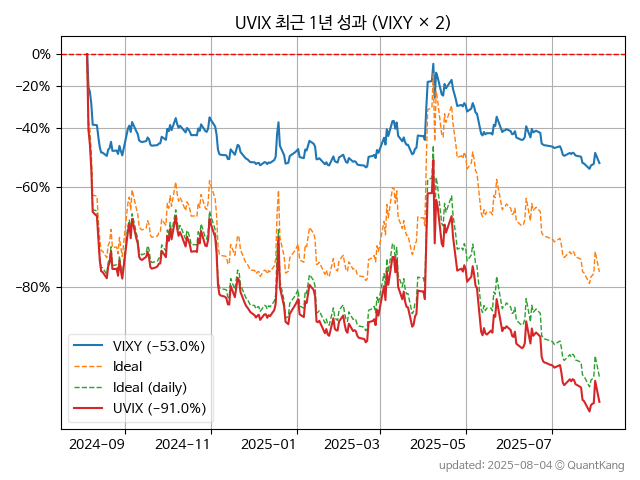 UVIX 최근 1년 성과 (VIXY × 2)
0%
−20%
−40%
−60%
−80%
VIXY (−53.0%)
Ideal
Ideal (daily)
UVIX (−91.0%)
2024-09
2024-11
2025-01
2025-03
2025-05
2025-07
updated: 2025-08-04 © QuantKang